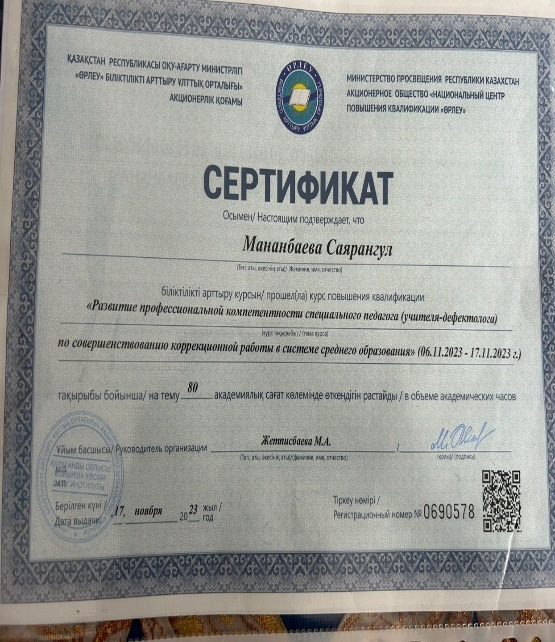 ҚАЗАҚСТАН РЕСПУБЛИКАСЫ ОҚУ-АҒАРТУ МИНИСТРЛІГІ
«ӨРЛЕУ» БІЛІКТІЛІКТІ АРТТЫРУ ҰЛТТЫҚ ОРТАЛЫҒЫ»
АКЦИОНЕРЛІК ҚОҒАМЫ
ӨРЛЕУ
МИНИСТЕРСТВО ПРОСВЕЩЕНИЯ РЕСПУБЛИКИ КАЗАХСТАН
АКЦИОНЕРНОЕ ОБЩЕСТВО «НАЦИОНАЛЬНЫЙ ЦЕНТР
ПОВЫШЕНИЯ КВАЛИФИКАЦИИ «ӨРЛЕУ»
СЕРТИФИКАТ
Осымен/ Настоящим подтверждает, что
Мананбаева Саярангул
(Тегі, аты, әкесінің аты)/ (Фамилия, имя, отчество)
біліктілікті арттыру курсын/ прошел(ла) курс повышения квалификации
«Развитие профессиональной компетентности специального педагога (учителя-дефектолога)
(курс тақырыбы) / (тема курса)
по совершенствованию коррекционной работы в системе среднего образования» (06.11.2023 - 17.11.2023 г.)
тақырыбы бойынша/ на тему 80 академиялық сағат көлемінде өткендігін растайды / в объеме академических часов
Ұйым басшысы/ Руководитель организации Жетписбаева М.А. /
(Тегі, аты, әкесінің аты)/(фамилия, имя, отчество) (қолы)/ (подпись)
М.О.
М.П.
Берілген күні
Дата выдачи 17, ноября 2023 жыл / год
Тіркеу нөмірі /
Регистрационный номер № 0690578